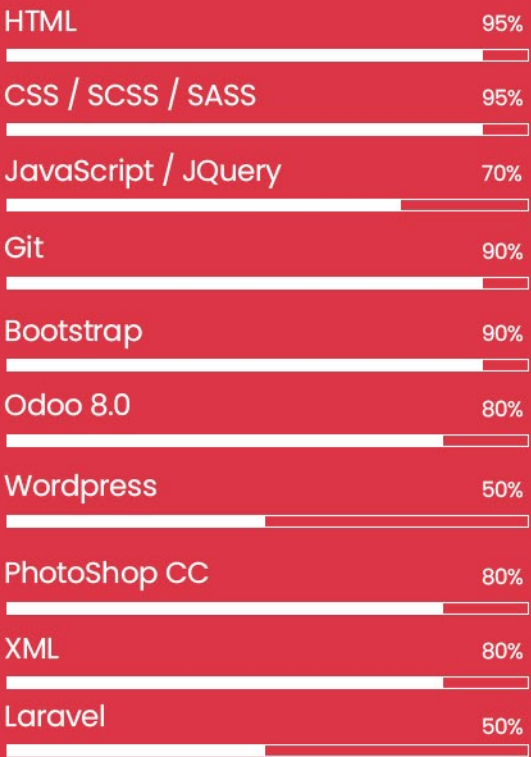 HTML 95%
CSS / SCSS / SASS 95%
JavaScript / JQuery 70%
Git 90%
Bootstrap 90%
Odoo 8.0 80%
Wordpress 50%
PhotoShop CC 80%
XML 80%
Laravel 50%